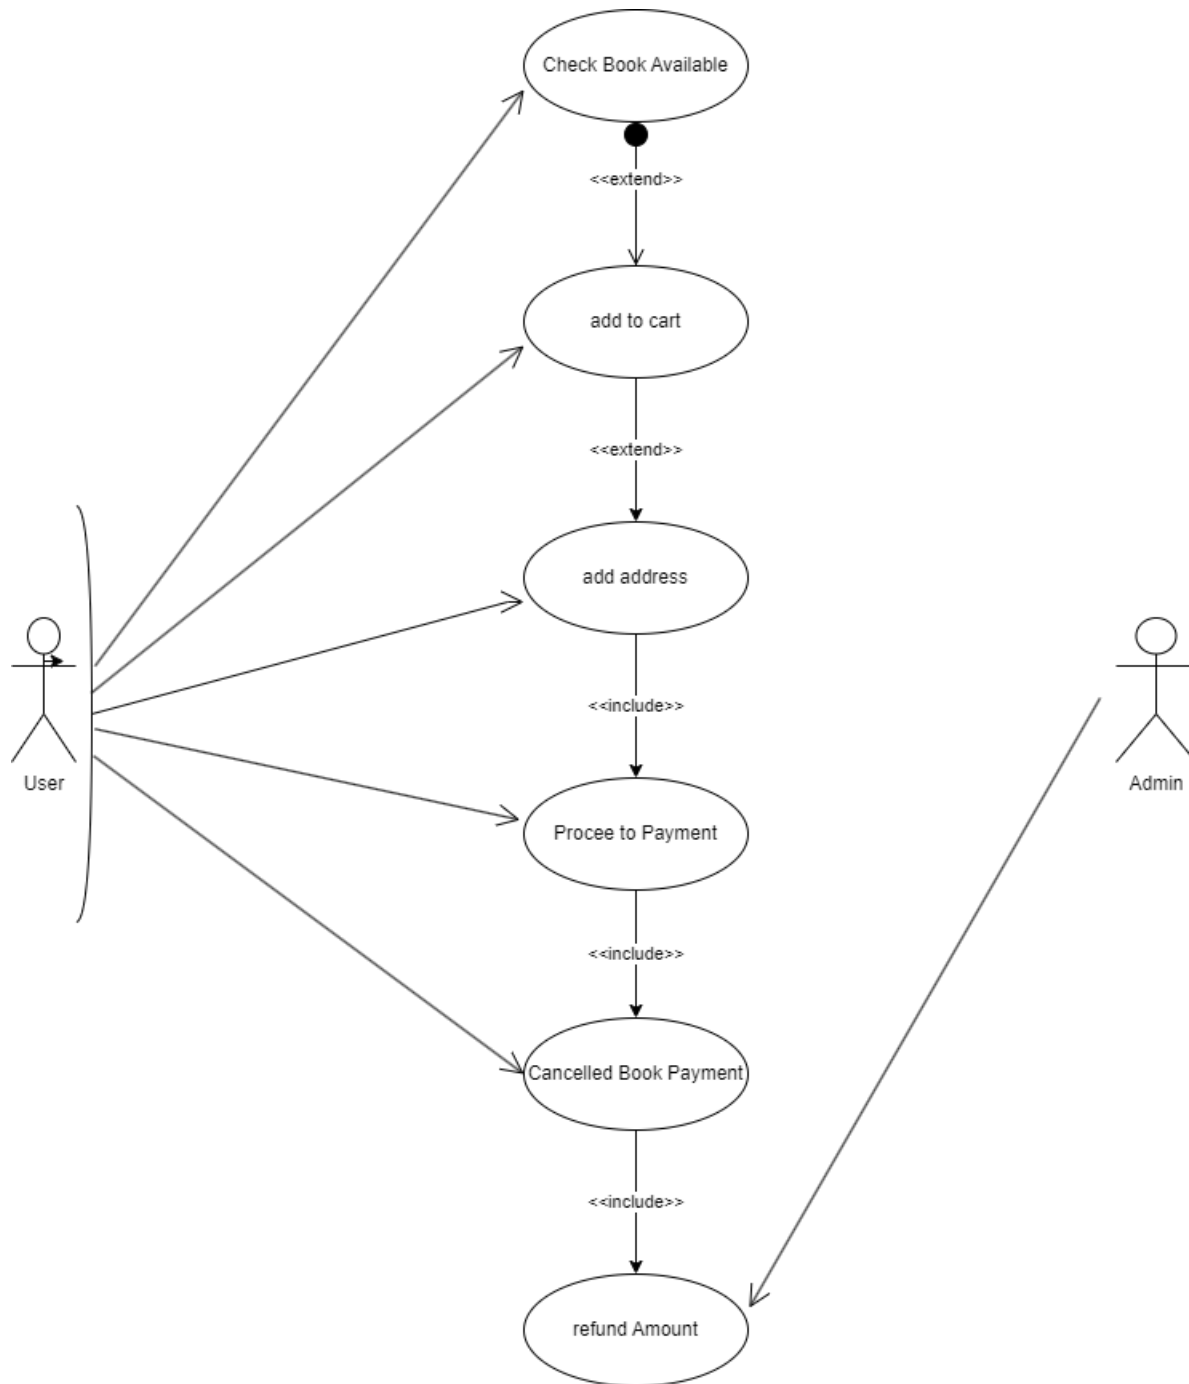 Check Book Available
<<extend>>
add to cart
<<extend>>
add address
<<include>>
User
Admin
Procee to Payment
<<include>>
Cancelled Book Payment
<<include>>
refund Amount